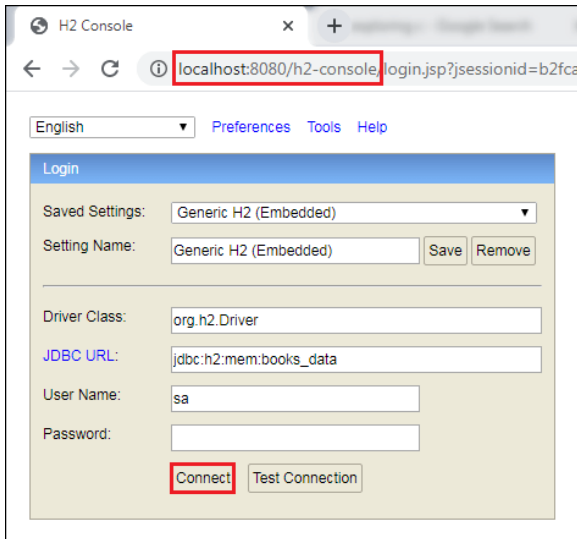 H2 Console
localhost:8080/h2-console/login.jsp?jsessionid=b2fca
English Preferences Tools Help
Login
Saved Settings: Generic H2 (Embedded)
Setting Name: Generic H2 (Embedded) Save Remove
Driver Class: org.h2.Driver
JDBC URL: jdbc:h2:mem:books_data
User Name: sa
Password:
Connect Test Connection